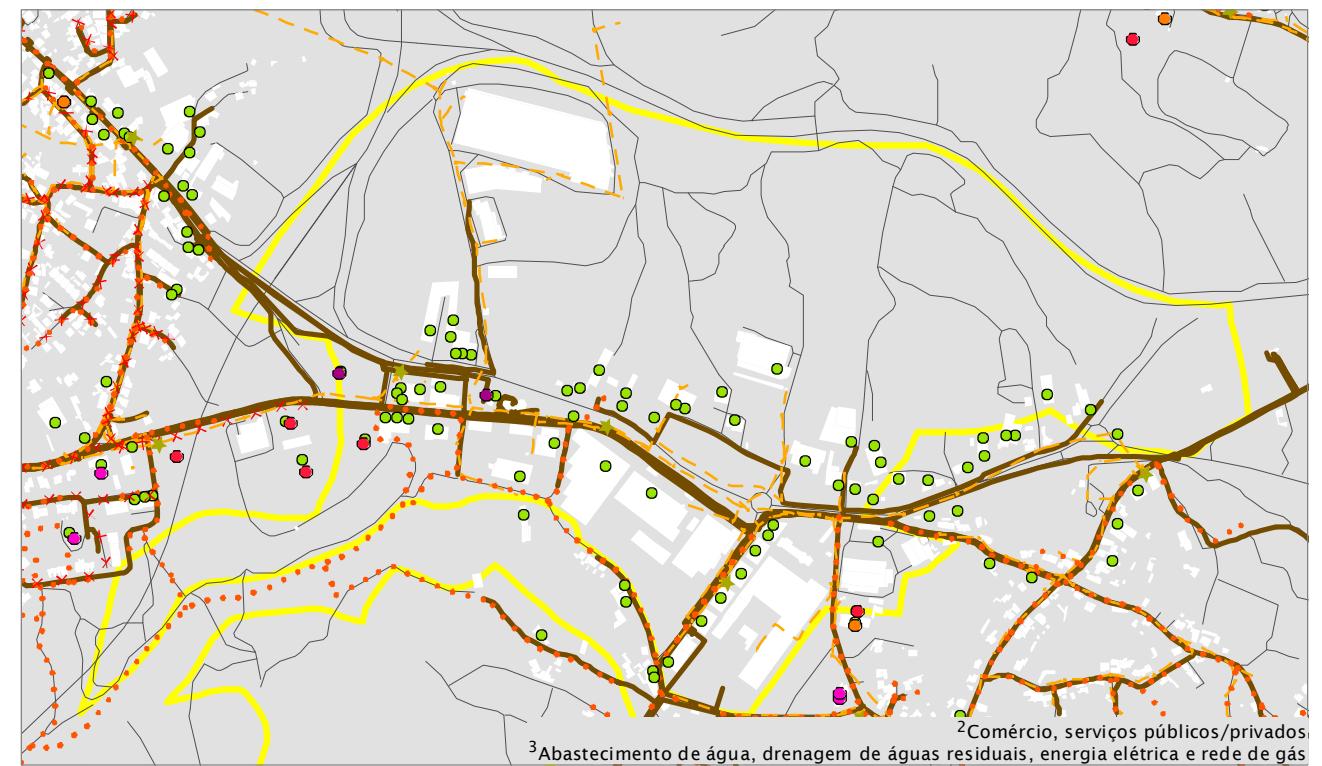 ²Comércio, serviços públicos/privados
³Abastecimento de água, drenagem de águas residuais, energia elétrica e rede de gás